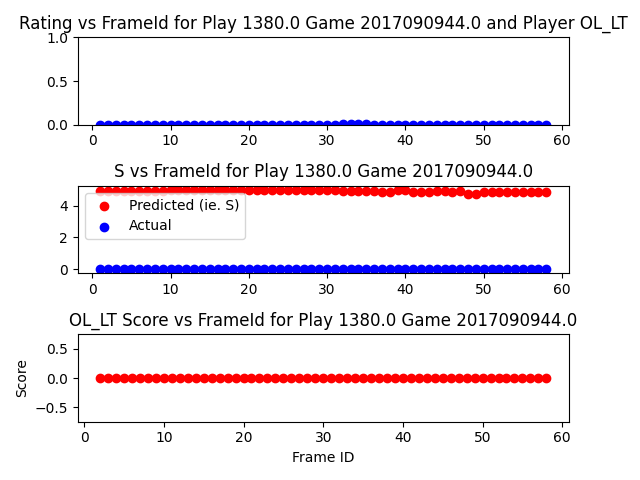 Rating vs FrameId for Play 1380.0 Game 2017090944.0 and Player OL_LT
1.0
0.5
0.0
0 10 20 30 40 50 60
S vs FrameId for Play 1380.0 Game 2017090944.0
4
2
0
Predicted (ie. S)
Actual
0 10 20 30 40 50 60
OL_LT Score vs FrameId for Play 1380.0 Game 2017090944.0
Score
0.5
0.0
−0.5
0 10 20 30 40 50 60
Frame ID